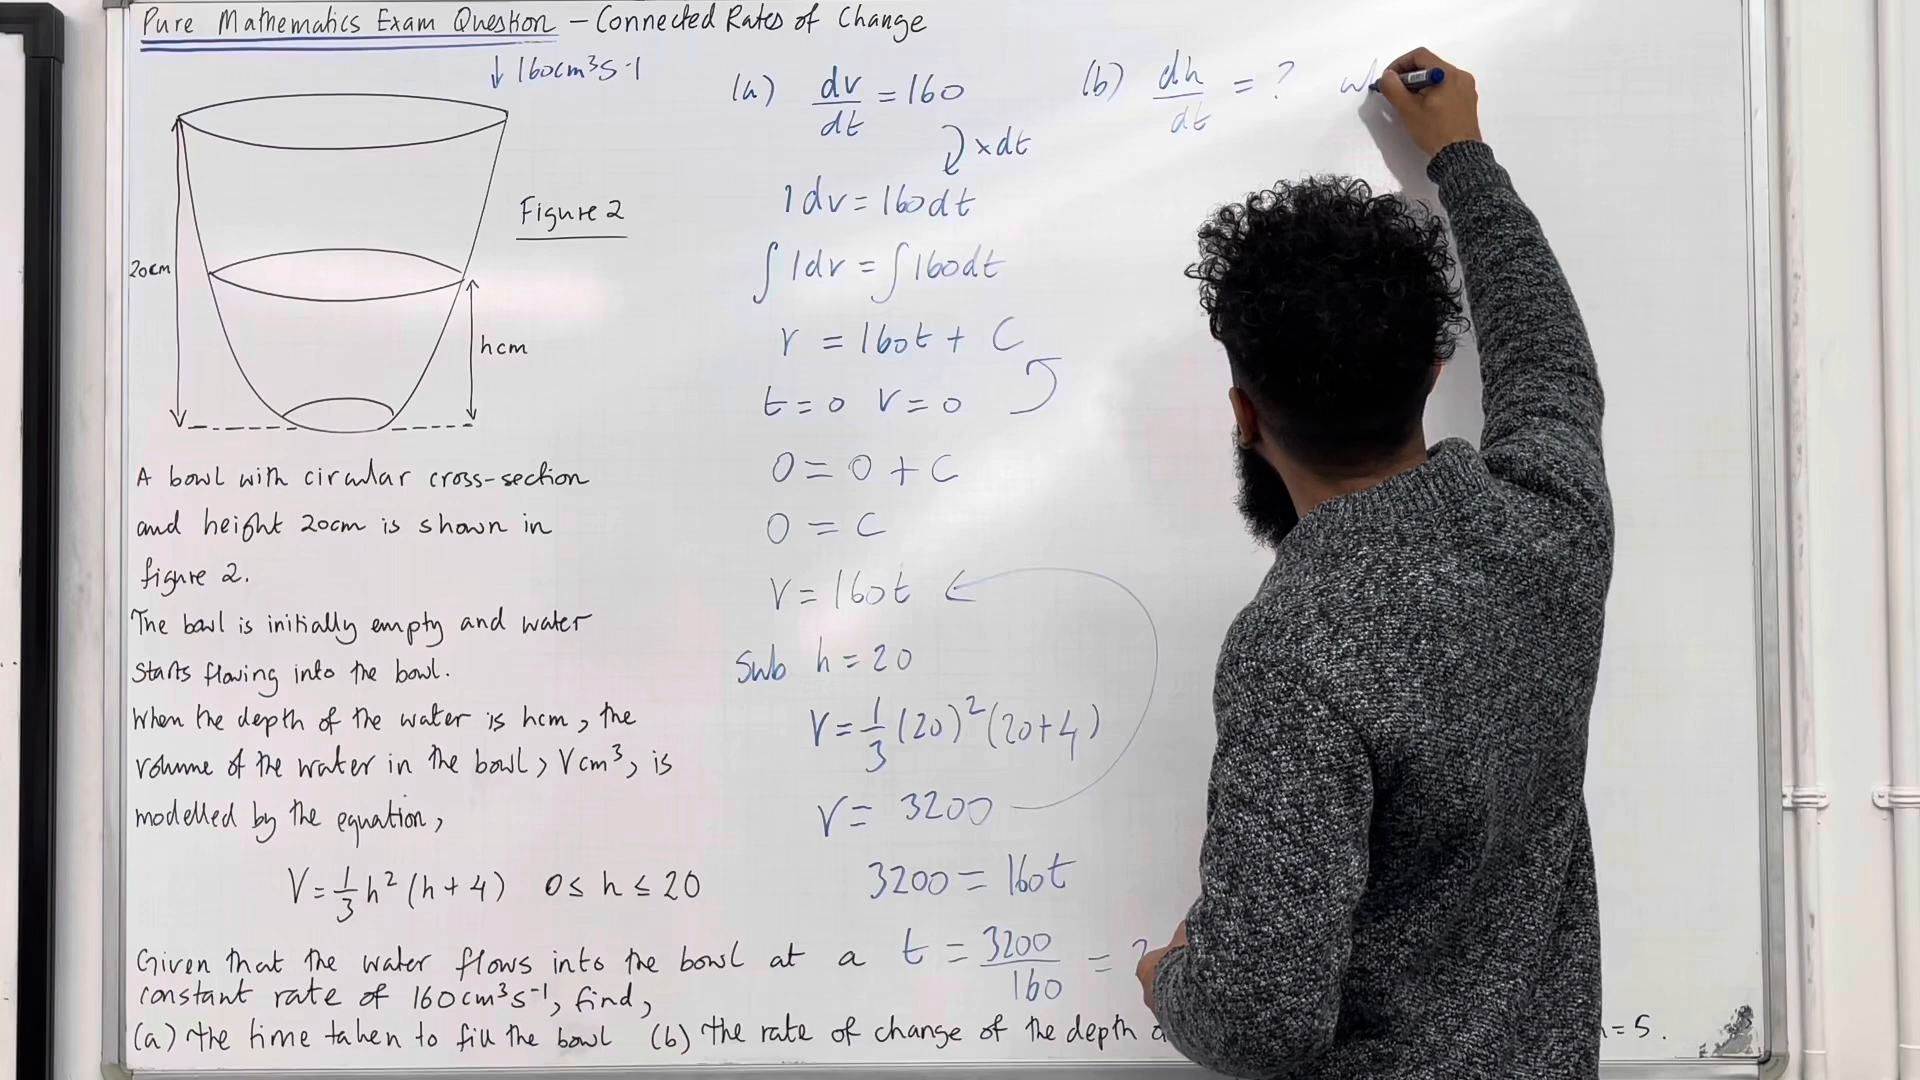 Pure Mathematics Exam Question – Connected Rates of Change
↓ 160cm³s⁻¹
20cm
hcm
Figure 2
A bowl with circular cross-section
and height 20cm is shown in
figure 2.
The bowl is initially empty and water
starts flowing into the bowl.
When the depth of the water is hcm, the
volume of the water in the bowl, Vcm³, is
modelled by the equation,
V = 1/3 h² (h + 4) 0 ≤ h ≤ 20
Given that the water flows into the bowl at a
constant rate of 160cm³s⁻¹, find,
(a) the time taken to fill the bowl (b) the rate of change of the depth
= 5.
(a) dv/dt = 160
× dt
1 dv = 160dt
∫ 1dv = ∫ 160dt
V = 160t + C
t = 0 V = 0
0 = 0 + C
0 = C
V = 160t
Sub h = 20
V = 1/3 (20)² (20 + 4)
V = 3200
3200 = 160t
t = 3200/160 =
(b) dh/dt = ?